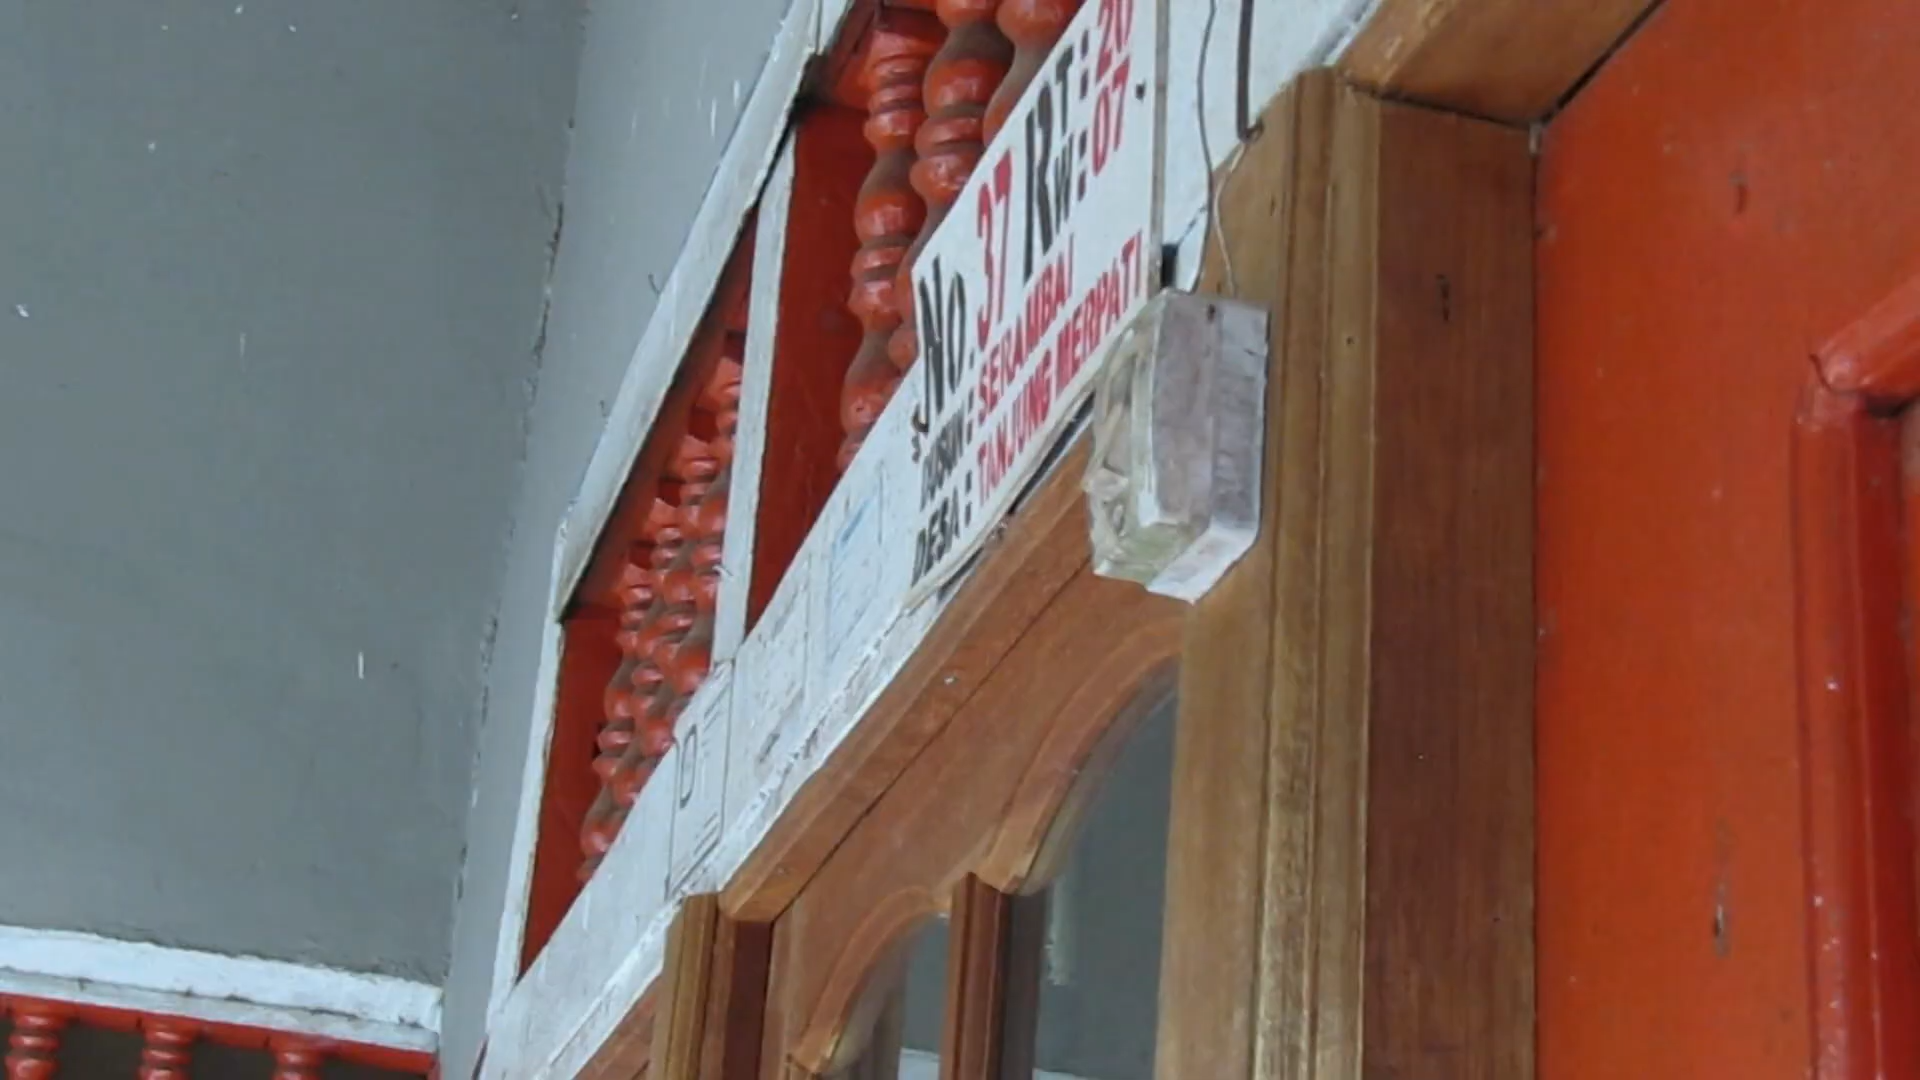 No. 37 RT : 20
RW : 07
DUSUN : SERAMBAI
DESA : TANJUNG MERPATI